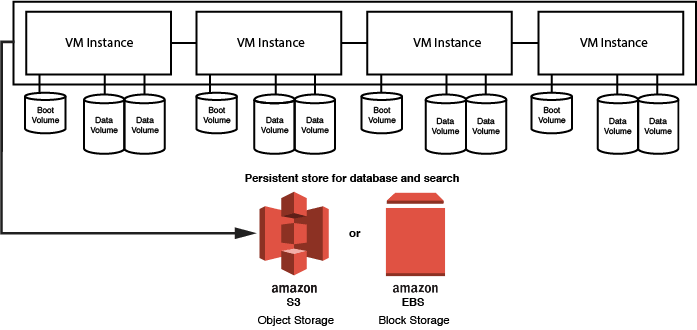 VM Instance
VM Instance
VM Instance
VM Instance
Boot
Volume
Data
Volume
Data
Volume
Boot
Volume
Data
Volume
Data
Volume
Boot
Volume
Data
Volume
Data
Volume
Boot
Volume
Data
Volume
Data
Volume
Persistent store for database and search
or
amazon
S3
Object Storage
amazon
EBS
Block Storage